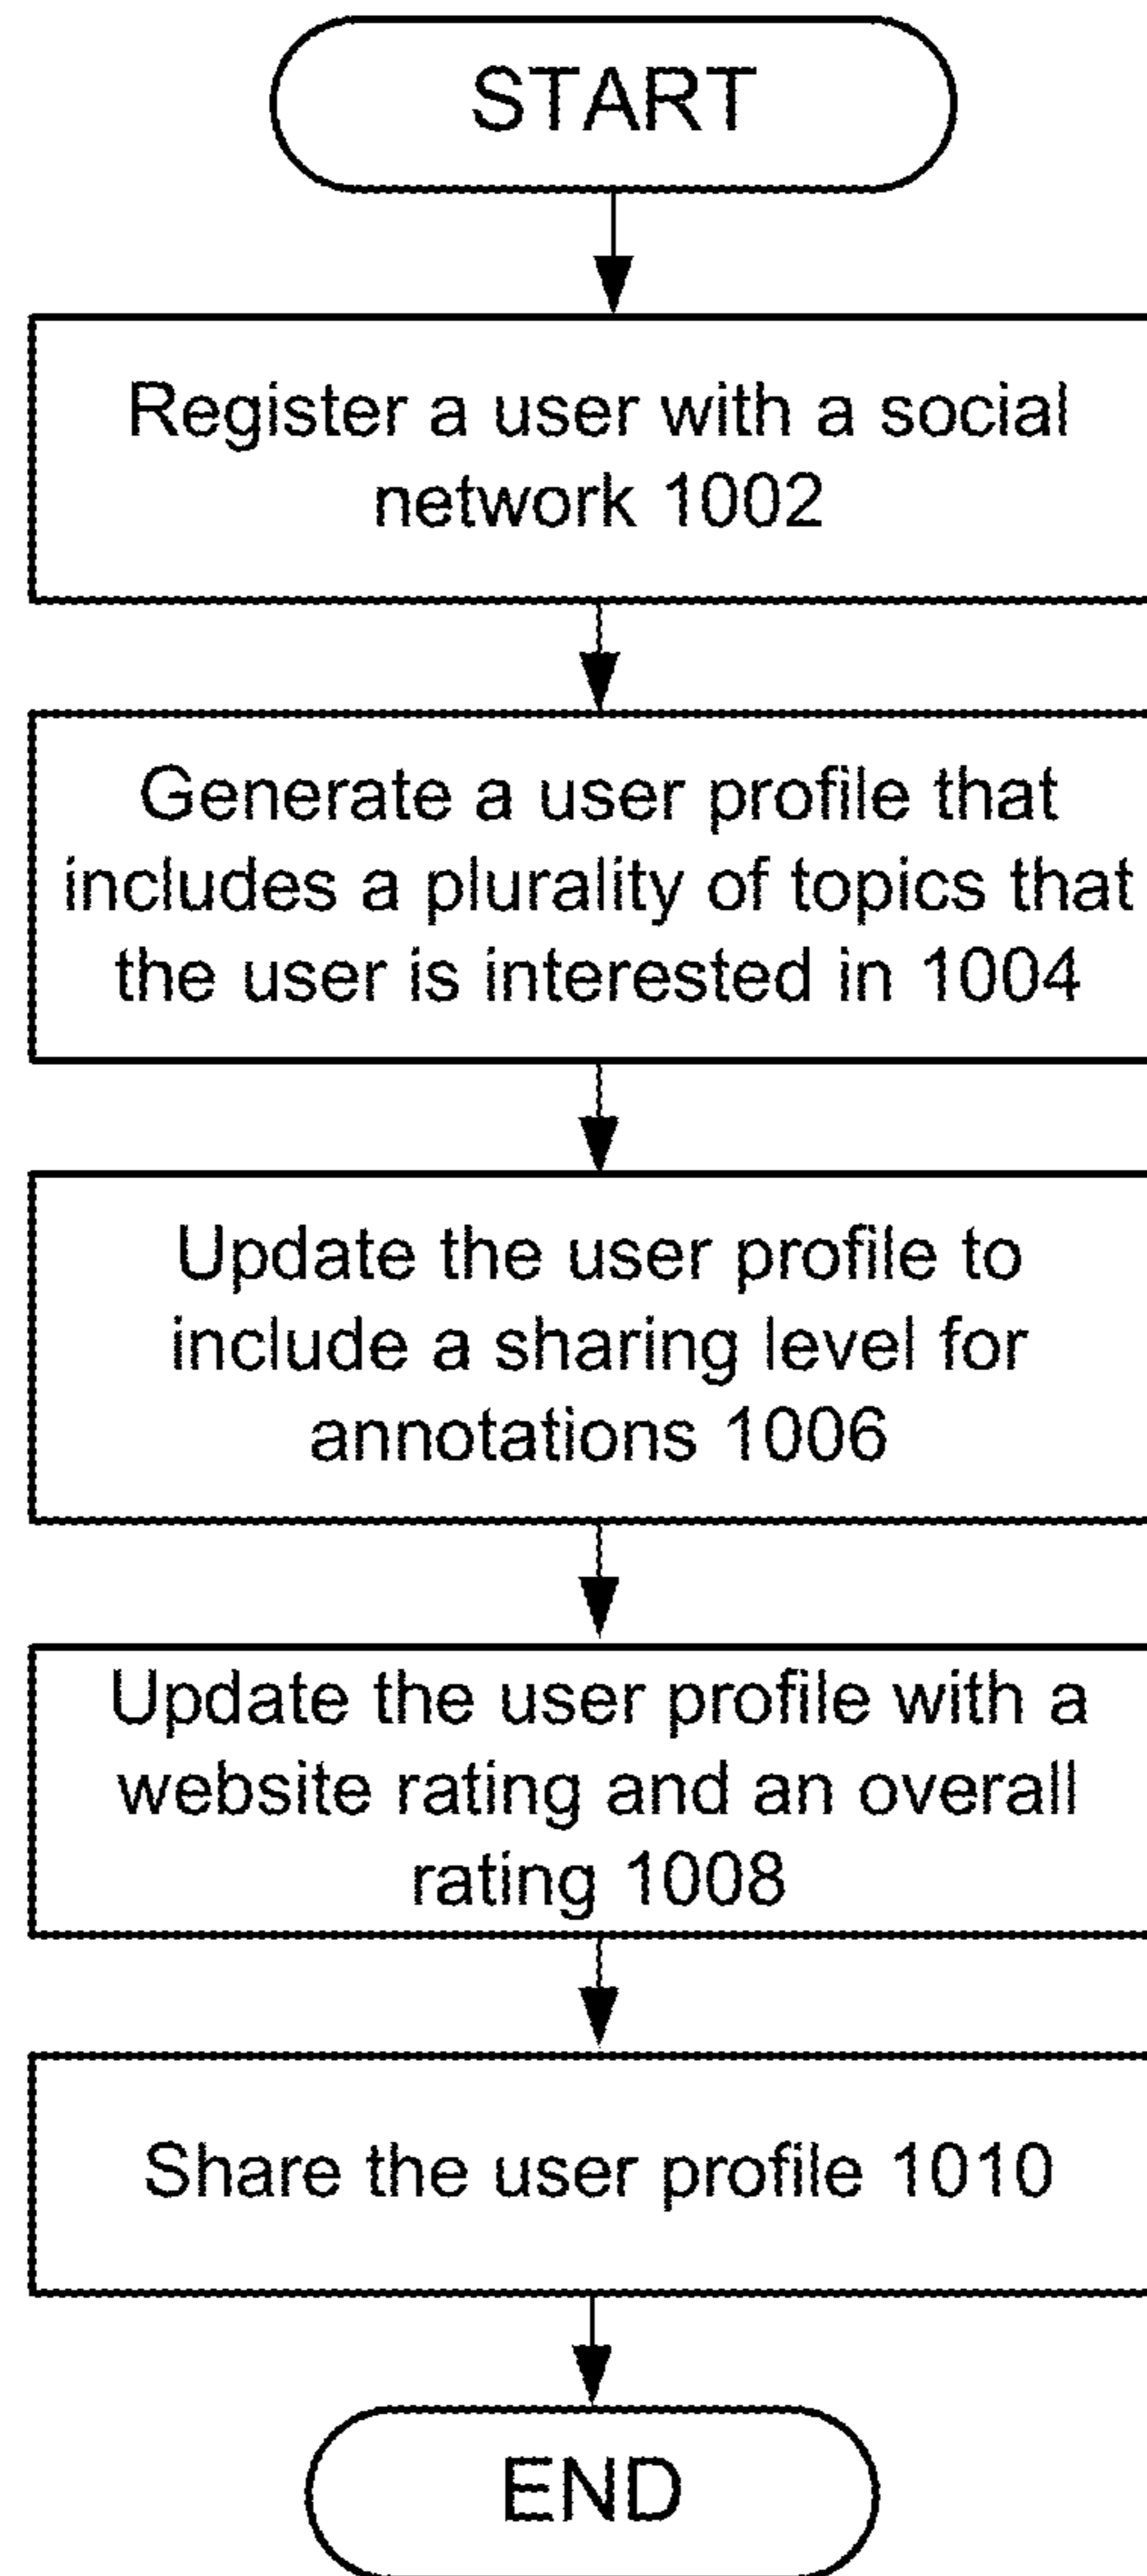 START
Register a user with a social
network 1002
Generate a user profile that
includes a plurality of topics that
the user is interested in 1004
Update the user profile to
include a sharing level for
annotations 1006
Update the user profile with a
website rating and an overall
rating 1008
Share the user profile 1010
END